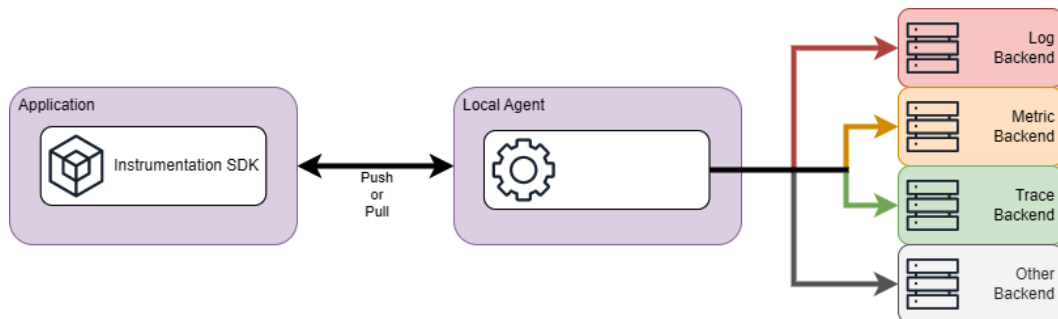 Application
Instrumentation SDK
Push
or
Pull
Local Agent
Log
Backend
Metric
Backend
Trace
Backend
Other
Backend